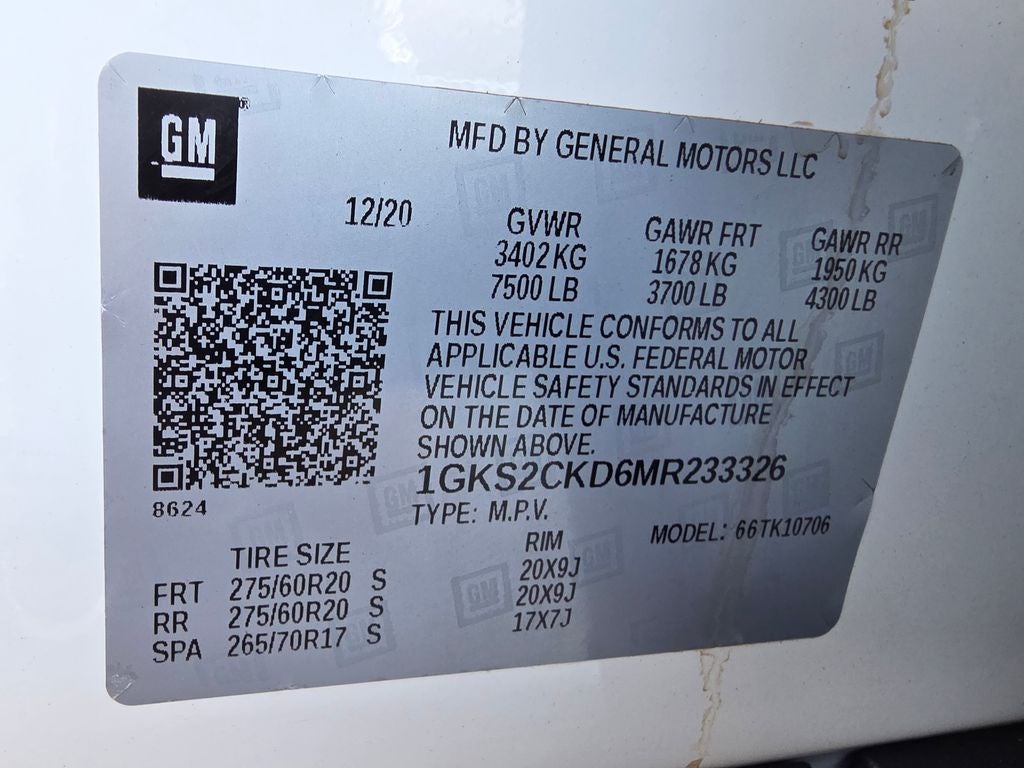 GM
MFD BY GENERAL MOTORS LLC
12/20 GVWR GAWR FRT GAWR RR
3402 KG 1678 KG 1950 KG
7500 LB 3700 LB 4300 LB
THIS VEHICLE CONFORMS TO ALL
APPLICABLE U.S. FEDERAL MOTOR
VEHICLE SAFETY STANDARDS IN EFFECT
ON THE DATE OF MANUFACTURE
SHOWN ABOVE.
1GKS2CKD6MR233326
8624
TYPE: M.P.V. MODEL: 66TK10706
TIRE SIZE RIM
FRT 275/60R20 S 20X9J
RR 275/60R20 S 20X9J
SPA 265/70R17 S 17X7J